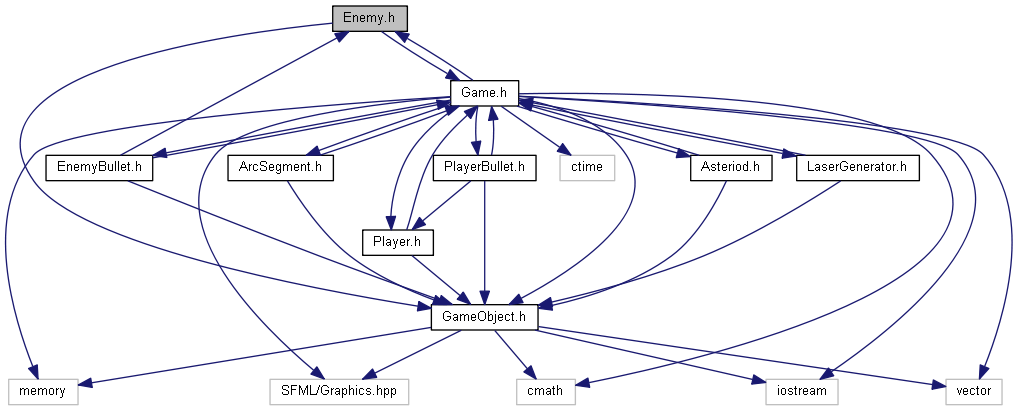 Enemy.h
Game.h
EnemyBullet.h
ArcSegment.h
PlayerBullet.h
ctime
Asteriod.h
LaserGenerator.h
Player.h
GameObject.h
memory
SFML/Graphics.hpp
cmath
iostream
vector